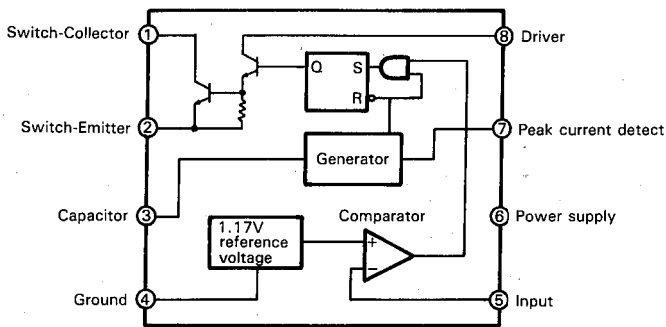 Switch-Collector
1
8
Driver
Q
S
R
Switch-Emitter
2
7
Peak current detect
Generator
Capacitor
3
Comparator
6
Power supply
1.17V
reference
voltage
+
−
Ground
4
5
Input